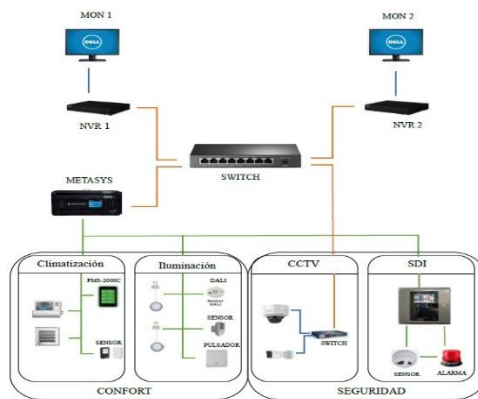 MON 1
MON 2
DELL
DELL
NVR 1
NVR 2
SWITCH
METASYS
Climatización
Iluminación
CCTV
SDI
FMS-2000C
DALI
SENSOR
PULSADOR
SENSOR
SWITCH
SENSOR
ALARMA
CONFORT
SEGURIDAD